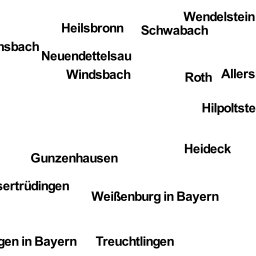 Wendelstein
Heilsbronn
Schwabach
nsbach
Neuendettelsau
Windsbach
Roth
Allers
Hilpoltste
Heideck
Gunzenhausen
sertrüdingen
Weißenburg in Bayern
gen in Bayern
Treuchtlingen